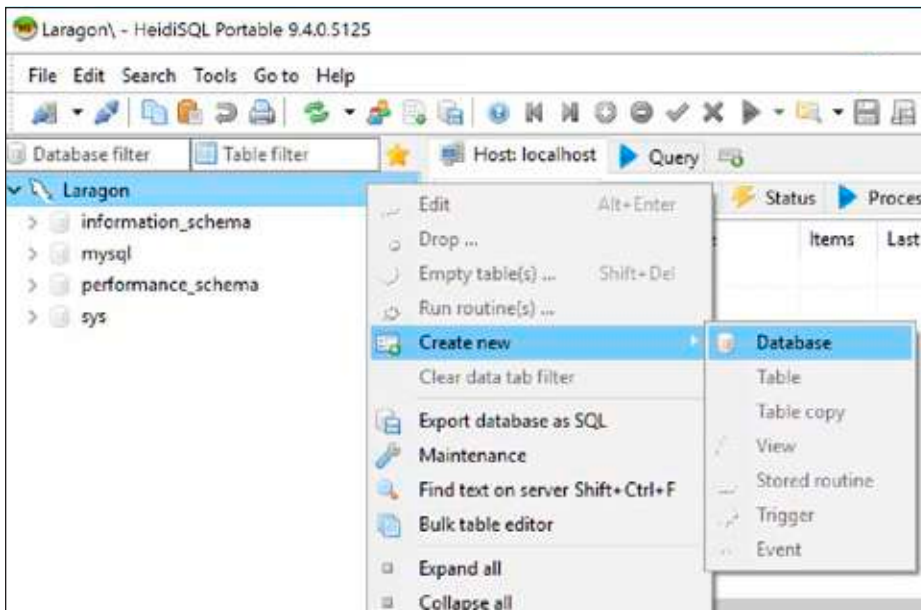 Laragon\ - HeidiSQL Portable 9.4.0.5125
File Edit Search Tools Go to Help
Database filter Table filter Host: localhost Query
Laragon
information_schema
mysql
performance_schema
sys
Status Proces
Items Last
Edit Alt+Enter
Drop ...
Empty table(s) ... Shift+Del
Run routine(s) ...
Create new
Clear data tab filter
Export database as SQL
Maintenance
Find text on server Shift+Ctrl+F
Bulk table editor
Expand all
Collapse all
Database
Table
Table copy
View
Stored routine
Trigger
Event